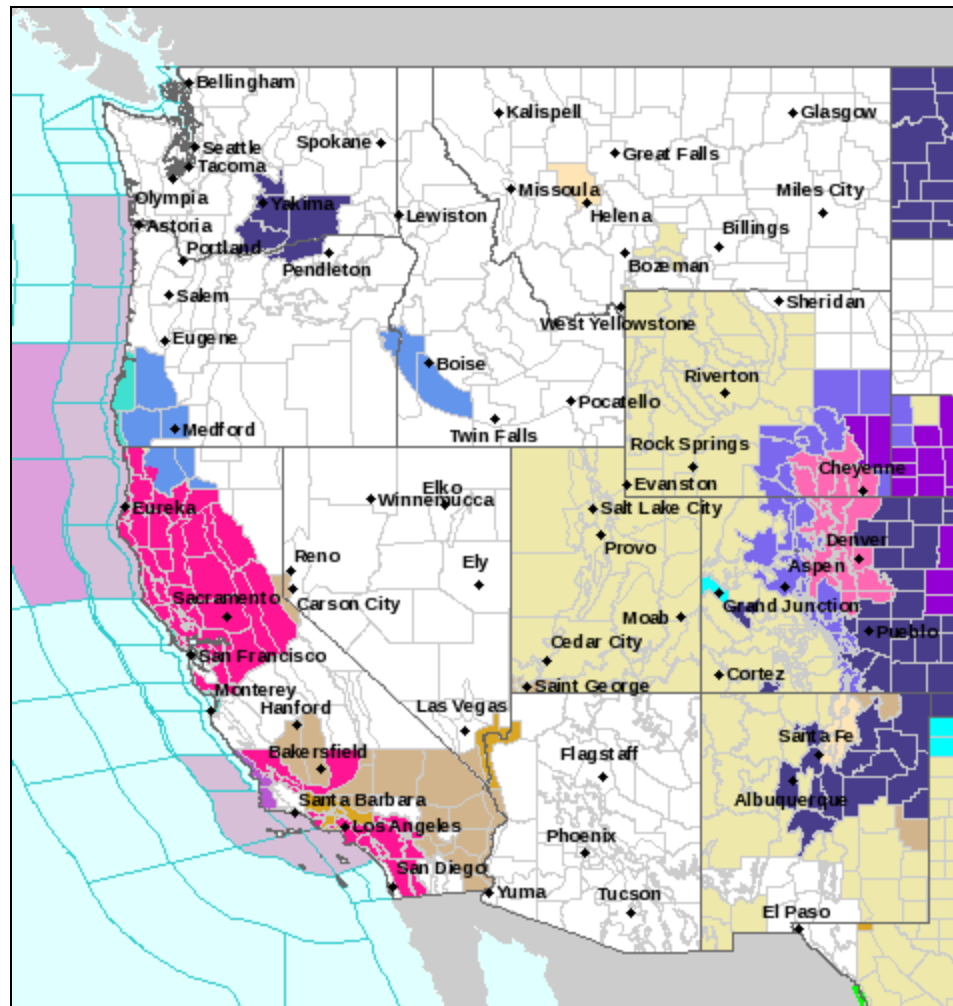 Bellingham
Kalispell
Glasgow
Seattle
Spokane
Great Falls
Tacoma
Missoula
Miles City
Olympia
Yakima
Lewiston
Helena
Astoria
Billings
Portland
Pendleton
Bozeman
Salem
Sheridan
West Yellowstone
Eugene
Boise
Riverton
Pocatello
Medford
Twin Falls
Rock Springs
Cheyenne
Evanston
Elko
Winnemucca
Eureka
Salt Lake City
Provo
Denver
Reno
Ely
Aspen
Sacramento
Carson City
Grand Junction
Moab
Pueblo
Cedar City
San Francisco
Cortez
Saint George
Monterey
Hanford
Las Vegas
Santa Fe
Bakersfield
Flagstaff
Albuquerque
Santa Barbara
Los Angeles
Phoenix
San Diego
Yuma
Tucson
El Paso